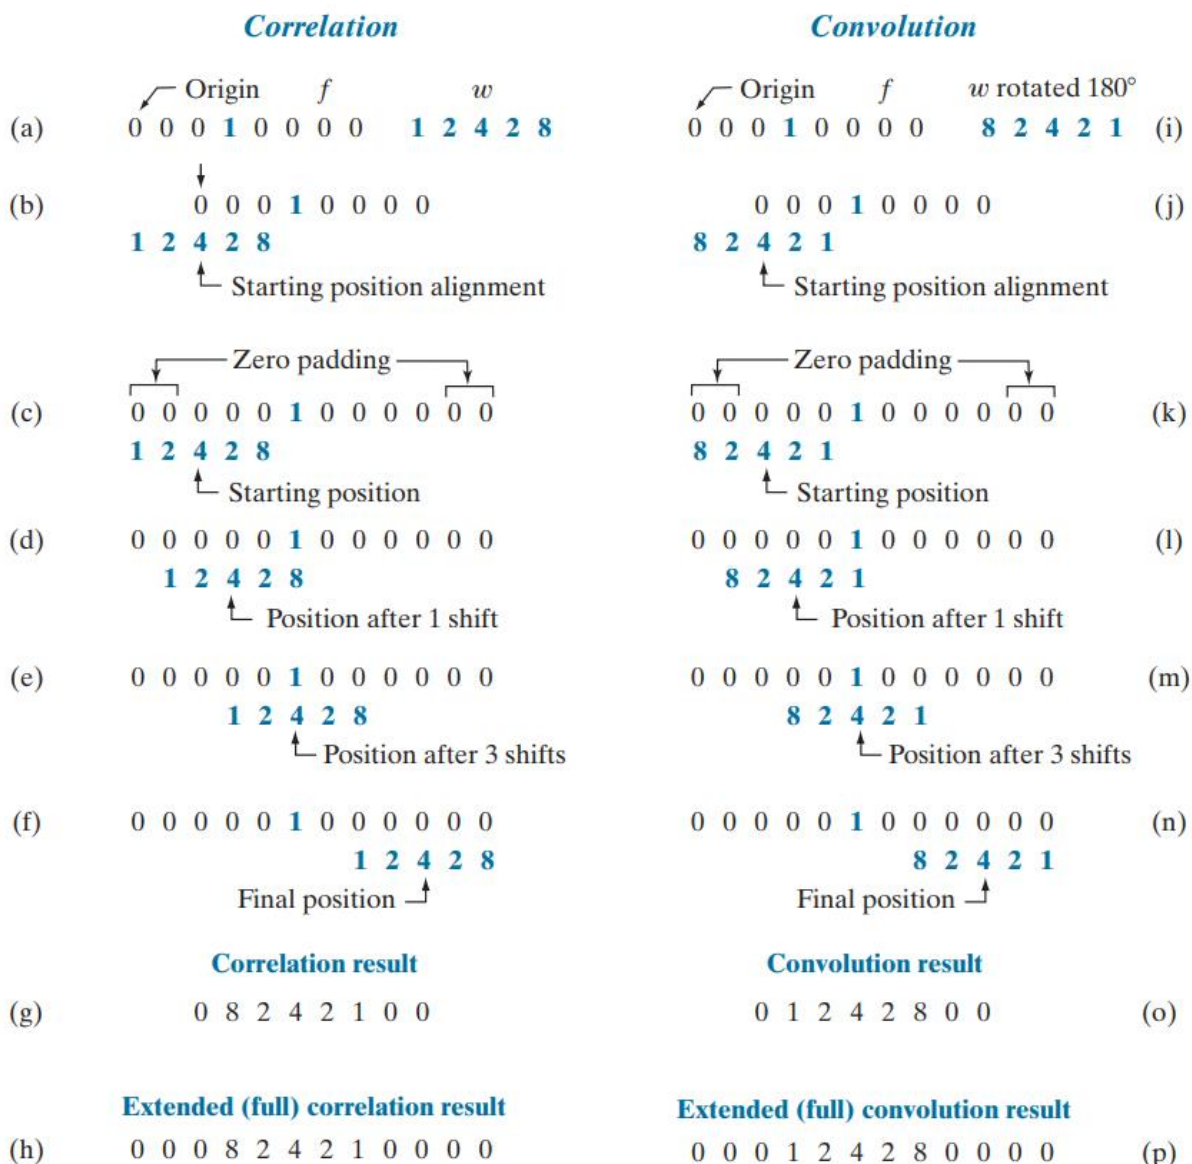 Correlation
Origin f w
(a) 0 0 0 1 0 0 0 0 1 2 4 2 8
(b) 0 0 0 1 0 0 0 0
1 2 4 2 8
Starting position alignment
Zero padding
(c) 0 0 0 0 0 1 0 0 0 0 0 0
1 2 4 2 8
Starting position
(d) 0 0 0 0 0 1 0 0 0 0 0 0
1 2 4 2 8
Position after 1 shift
(e) 0 0 0 0 0 1 0 0 0 0 0 0
1 2 4 2 8
Position after 3 shifts
(f) 0 0 0 0 0 1 0 0 0 0 0 0
1 2 4 2 8
Final position
Correlation result
(g) 0 8 2 4 2 1 0 0
Extended (full) correlation result
(h) 0 0 0 8 2 4 2 1 0 0 0 0
Convolution
Origin f w rotated 180°
0 0 0 1 0 0 0 0 8 2 4 2 1 (i)
0 0 0 1 0 0 0 0 (j)
8 2 4 2 1
Starting position alignment
Zero padding
0 0 0 0 0 1 0 0 0 0 0 0 (k)
8 2 4 2 1
Starting position
0 0 0 0 0 1 0 0 0 0 0 0 (l)
8 2 4 2 1
Position after 1 shift
0 0 0 0 0 1 0 0 0 0 0 0 (m)
8 2 4 2 1
Position after 3 shifts
0 0 0 0 0 1 0 0 0 0 0 0 (n)
8 2 4 2 1
Final position
Convolution result
0 1 2 4 2 8 0 0 (o)
Extended (full) convolution result
0 0 0 1 2 4 2 8 0 0 0 0 (p)